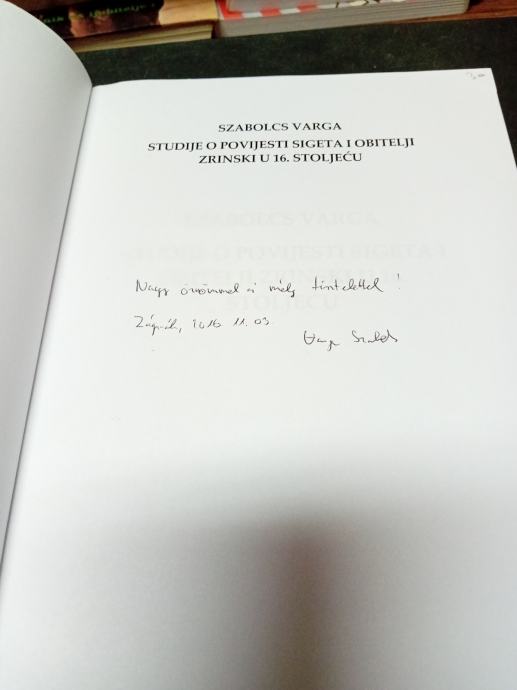 SZABOLCS VARGA
STUDIJE O POVIJESTI SIGETA I OBITELJI
ZRINSKI U 16. STOLJEĆU
Nagy örömmel és mély tisztelettel!
Zágráb, 2016 11. 03.
Varga Szabolcs